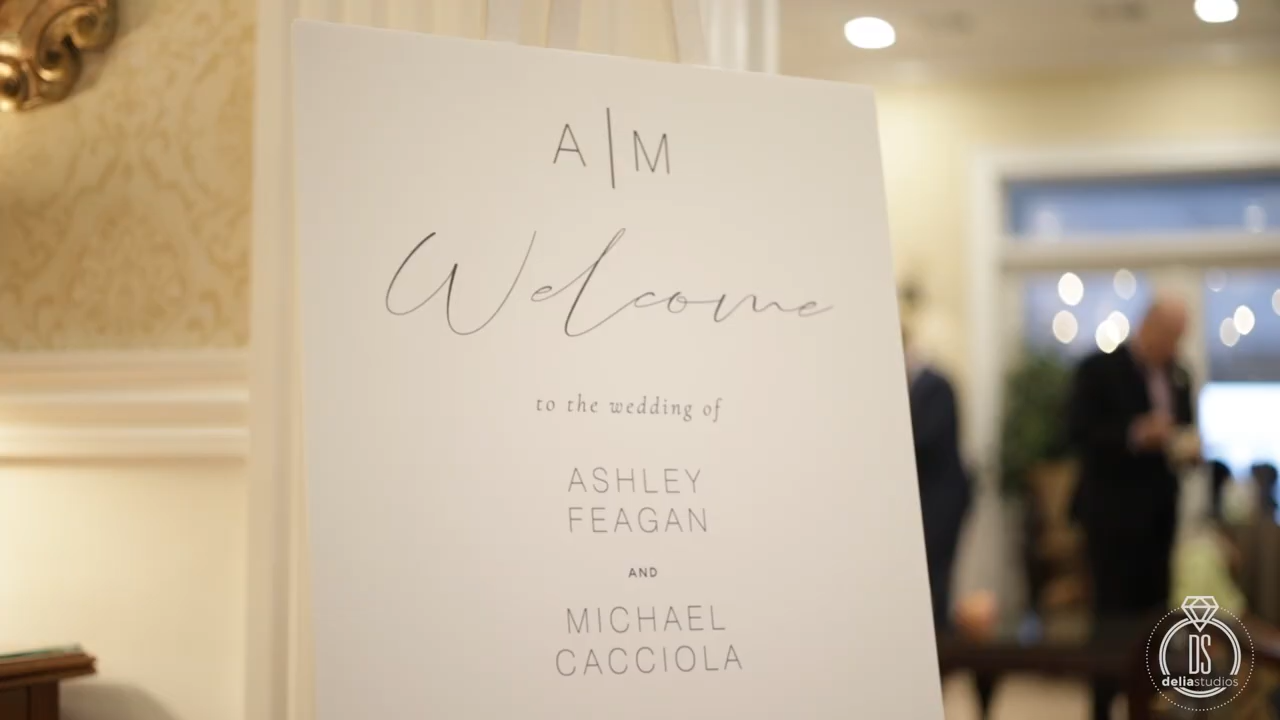 A|M
Welcome
to the wedding of
ASHLEY
FEAGAN
AND
MICHAEL
CACCIOLA
DS
deliastudios